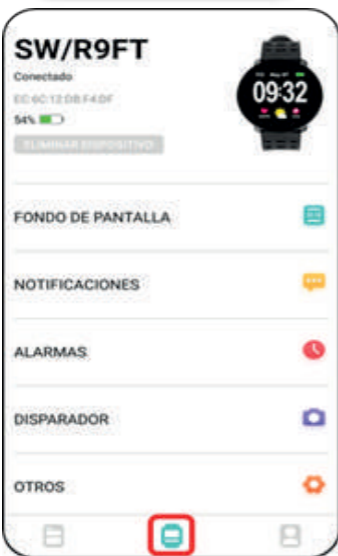 SW/R9FT
Conectado
EC:6C:12:DB:F4:DF
54%
ELIMINAR DISPOSITIVO
09:32
FONDO DE PANTALLA
NOTIFICACIONES
ALARMAS
DISPARADOR
OTROS